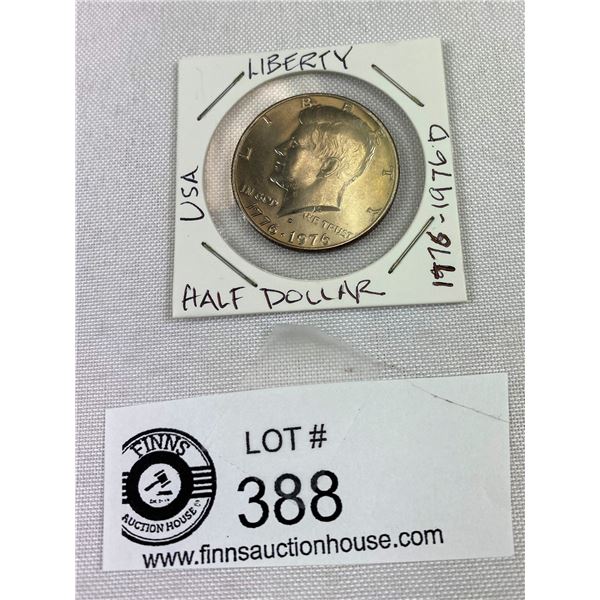 LIBERTY
USA
HALF DOLLAR
1976-1976 D
LIBERTY
IN GOD WE TRUST
D
1776·1976
FINNS
AUCTION HOUSE
LOT #
388
www.finnsauctionhouse.com